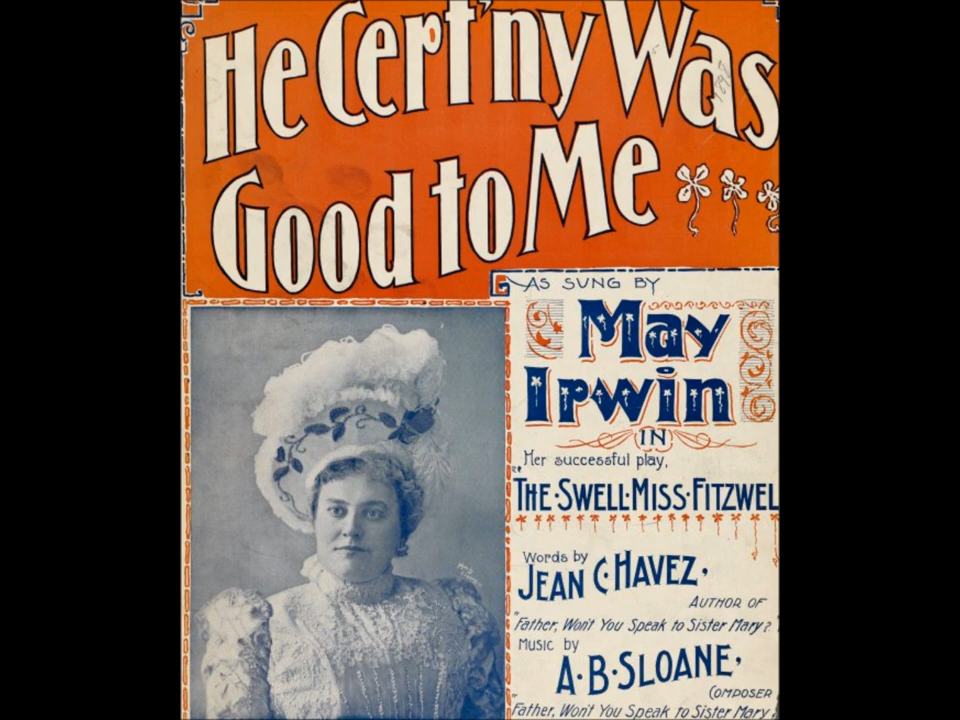 He Cert'ny Was
1898
Good to Me
AS SUNG BY
May
Irwin
IN
Her successful play,
"THE·SWELL·MISS·FITZWEL
Words by
JEAN C·HAVEZ,
AUTHOR OF
"Father, Won't You Speak to Sister Mary?
MUSIC by
A·B·SLOANE,
COMPOSER
"Father, Won't You Speak to Sister Mary.